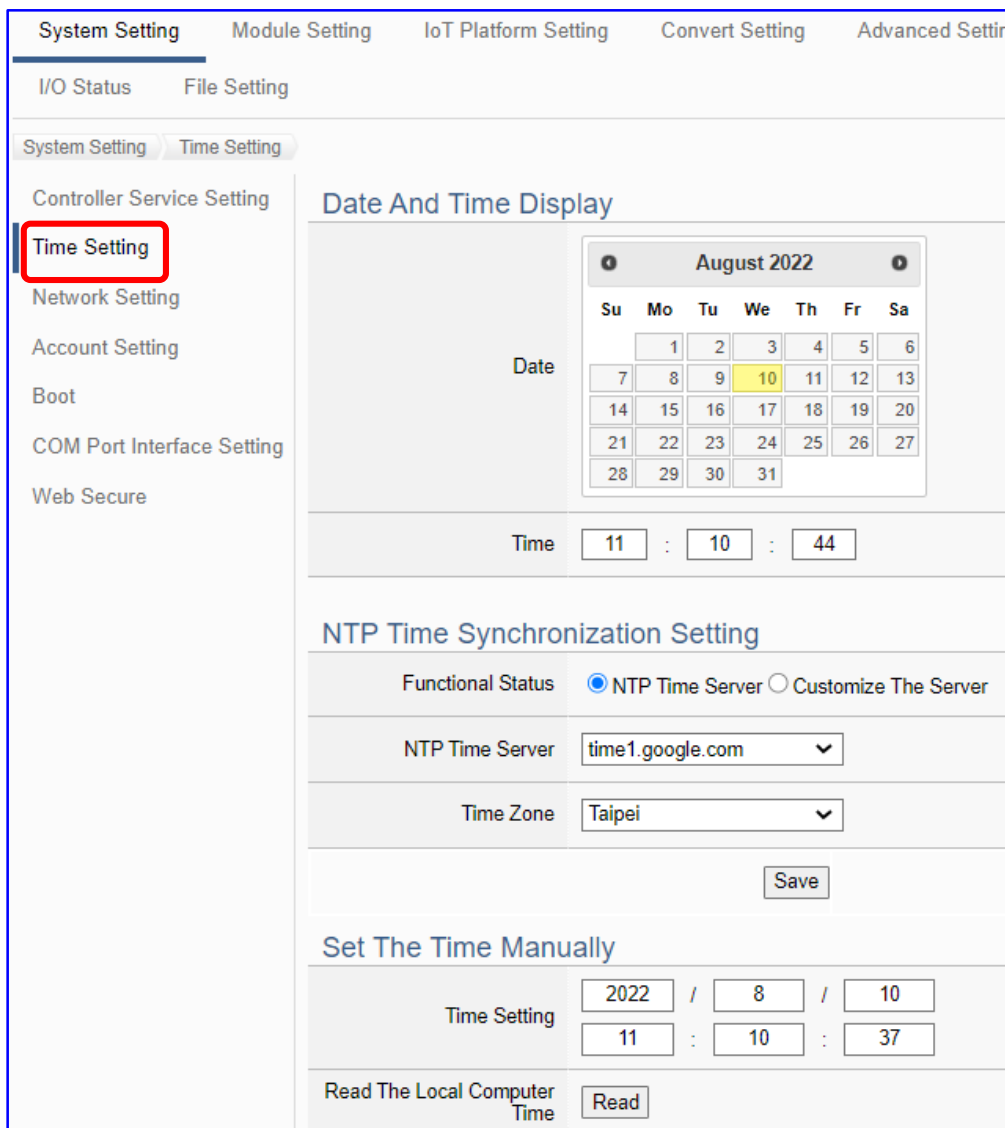 System Setting Module Setting IoT Platform Setting Convert Setting Advanced Settin
I/O Status File Setting
System Setting Time Setting
Controller Service Setting
Time Setting
Network Setting
Account Setting
Boot
COM Port Interface Setting
Web Secure
Date And Time Display
Date
August 2022
Su Mo Tu We Th Fr Sa
1 2 3 4 5 6
7 8 9 10 11 12 13
14 15 16 17 18 19 20
21 22 23 24 25 26 27
28 29 30 31
Time 11 : 10 : 44
NTP Time Synchronization Setting
Functional Status NTP Time Server Customize The Server
NTP Time Server time1.google.com
Time Zone Taipei
Save
Set The Time Manually
Time Setting
2022 / 8 / 10
11 : 10 : 37
Read The Local Computer
Time
Read